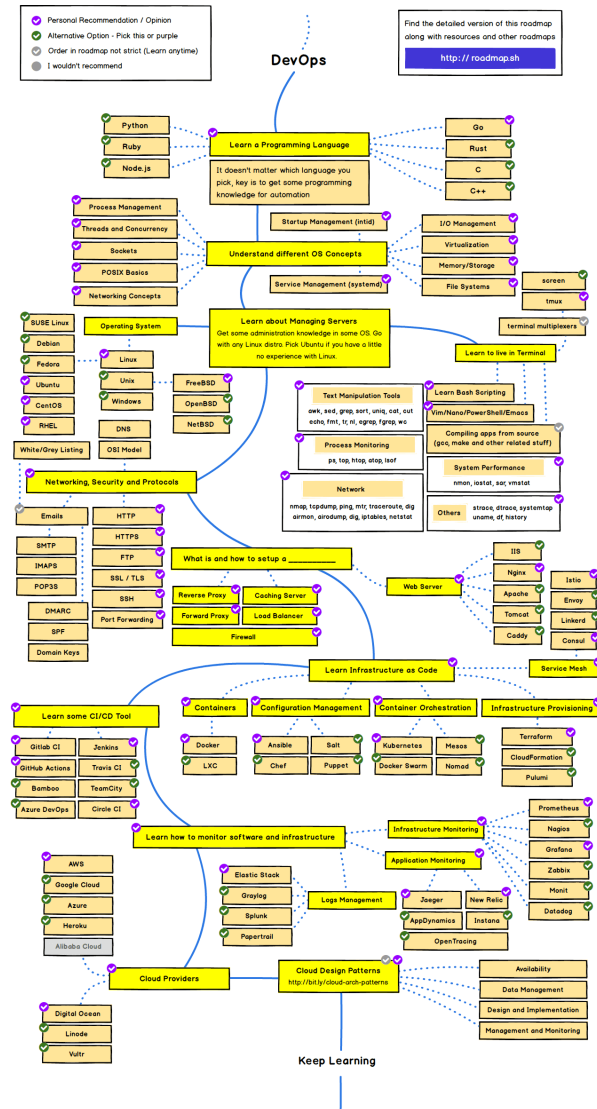 Personal Recommendation / Opinion
Alternative Option - Pick this or purple
Order in roadmap not strict (Learn anytime)
I wouldn't recommend
Find the detailed version of this roadmap
along with resources and other roadmaps
http://roadmap.sh
DevOps
Python
Ruby
Node.js
Learn a Programming Language
It doesn't matter which language you
pick, key is to get some programming
knowledge for automation
Go
Rust
C
C++
Process Management
Threads and Concurrency
Sockets
POSIX Basics
Networking Concepts
Startup Management (initd)
Understand different OS Concepts
Service Management (systemd)
I/O Management
Virtualization
Memory/Storage
File Systems
screen
tmux
terminal multiplexers
Learn to live in Terminal
SUSE Linux
Debian
Fedora
Ubuntu
CentOS
RHEL
Operating System
Linux
Unix
Windows
FreeBSD
OpenBSD
NetBSD
Learn about Managing Servers
Get some administration knowledge in some OS. Go
with any Linux distro. Pick Ubuntu if you have a little
no experience with Linux.
Text Manipulation Tools
awk, sed, grep, sort, uniq, cat, cut
echo, fmt, tr, nl, egrep, fgrep, wc
Process Monitoring
ps, top, htop, atop, lsof
Network
nmap, tcpdump, ping, mtr, traceroute, dig
airmon, airodump, dig, iptables, netstat
Learn Bash Scripting
Vim/Nano/PowerShell/Emacs
Compiling apps from source
(gcc, make and other related stuff)
System Performance
nmon, iostat, sar, vmstat
Others
strace, dtrace, systemtap
uname, df, history
DNS
OSI Model
White/Grey Listing
Networking, Security and Protocols
Emails
SMTP
IMAPS
POP3S
DMARC
SPF
Domain Keys
HTTP
HTTPS
FTP
SSL / TLS
SSH
Port Forwarding
What is and how to setup a ___________
Reverse Proxy
Caching Server
Forward Proxy
Load Balancer
Firewall
Web Server
IIS
Nginx
Apache
Tomcat
Caddy
Istio
Envoy
Linkerd
Consul
Service Mesh
Learn Infrastructure as Code
Containers
Docker
LXC
Configuration Management
Ansible
Salt
Chef
Puppet
Container Orchestration
Kubernetes
Mesos
Docker Swarm
Nomad
Infrastructure Provisioning
Terraform
CloudFormation
Pulumi
Learn some CI/CD Tool
Gitlab CI
Jenkins
GitHub Actions
Travis CI
Bamboo
TeamCity
Azure DevOps
Circle CI
Learn how to monitor software and infrastructure
Infrastructure Monitoring
Prometheus
Nagios
Grafana
Zabbix
Monit
Datadog
Application Monitoring
Jaeger
New Relic
AppDynamics
Instana
OpenTracing
Logs Management
Elastic Stack
Graylog
Splunk
Papertrail
AWS
Google Cloud
Azure
Heroku
Alibaba Cloud
Cloud Providers
Digital Ocean
Linode
Vultr
Cloud Design Patterns
http://bit.ly/cloud-arch-patterns
Availability
Data Management
Design and Implementation
Management and Monitoring
Keep Learning